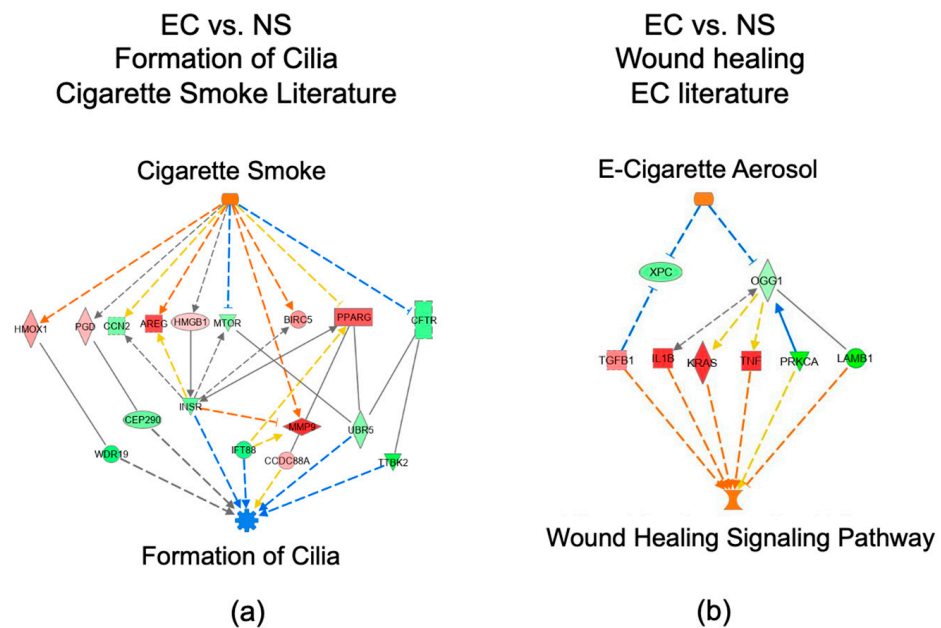 EC vs. NS
Formation of Cilia
Cigarette Smoke Literature
Cigarette Smoke
HMOX1
PGD
CCN2
AREG
HMGB1
MTOR
BIRC5
PPARG
CFTR
INSR
CEP290
MMP9
UBR5
WDR19
IFT88
CCDC88A
TTBK2
Formation of Cilia
(a)
EC vs. NS
Wound healing
EC literature
E-Cigarette Aerosol
XPC
OGG1
TGFB1
IL1B
KRAS
TNF
PRKCA
LAMB1
Wound Healing Signaling Pathway
(b)